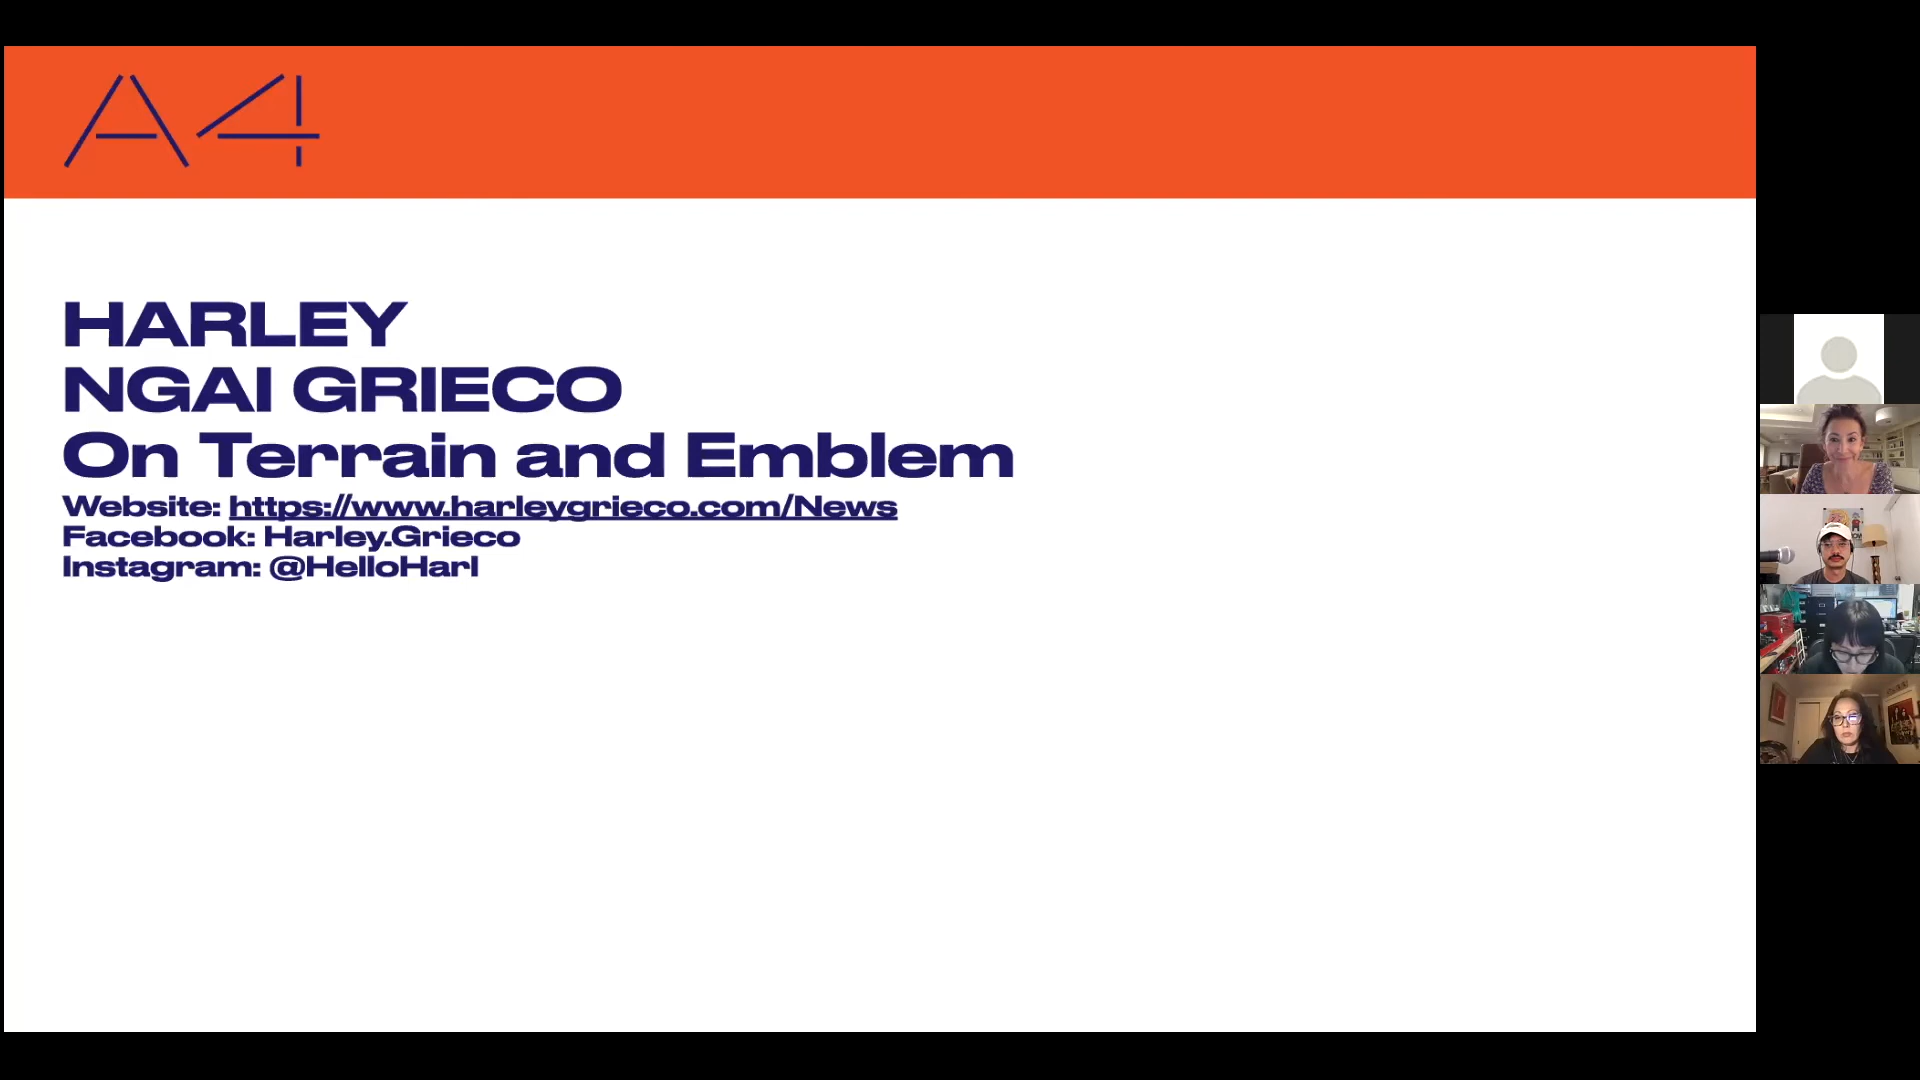 A4
HARLEY
NGAI GRIECO
On Terrain and Emblem
Website: https://www.harleygrieco.com/News
Facebook: Harley.Grieco
Instagram: @HelloHarl